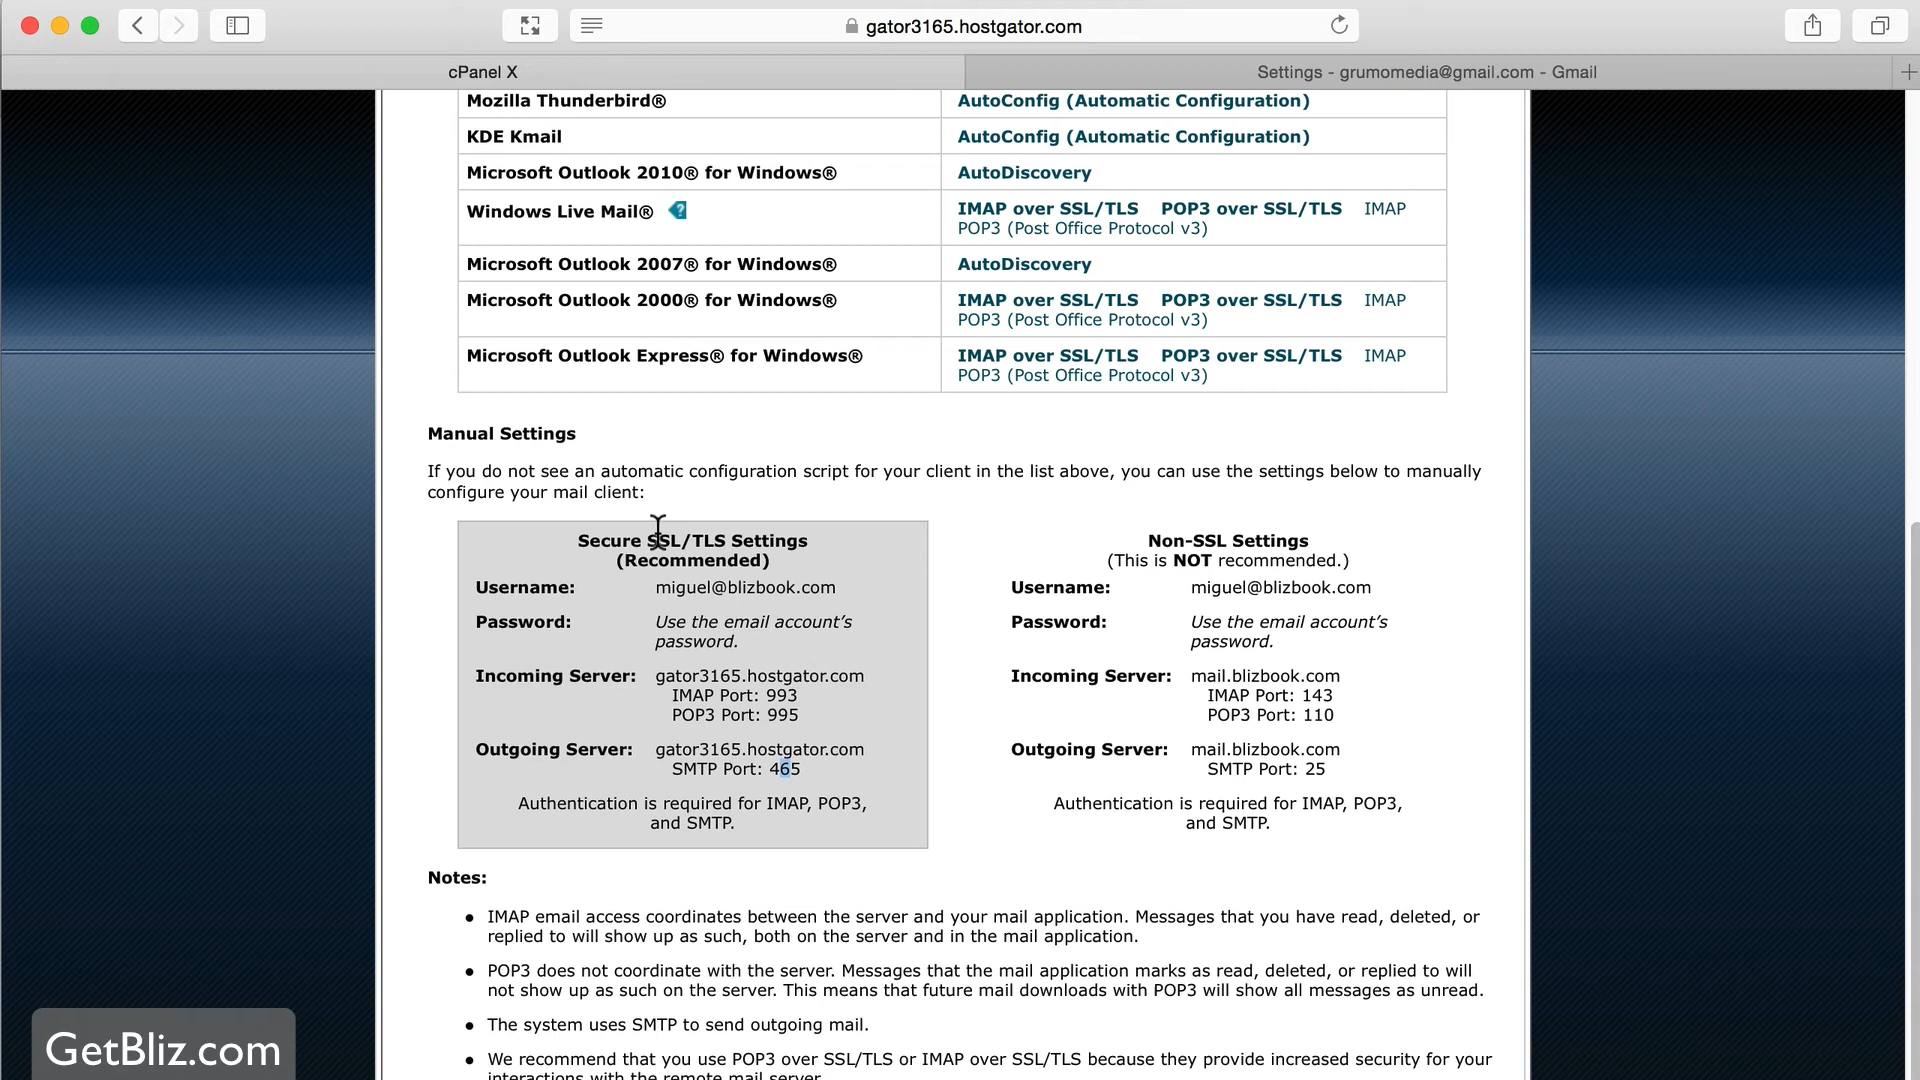 gator3165.hostgator.com
cPanel X
Settings - grumomedia@gmail.com - Gmail
Mozilla Thunderbird® AutoConfig (Automatic Configuration)
KDE Kmail AutoConfig (Automatic Configuration)
Microsoft Outlook 2010® for Windows® AutoDiscovery
Windows Live Mail® ? IMAP over SSL/TLS POP3 over SSL/TLS IMAP
POP3 (Post Office Protocol v3)
Microsoft Outlook 2007® for Windows® AutoDiscovery
Microsoft Outlook 2000® for Windows® IMAP over SSL/TLS POP3 over SSL/TLS IMAP
POP3 (Post Office Protocol v3)
Microsoft Outlook Express® for Windows® IMAP over SSL/TLS POP3 over SSL/TLS IMAP
POP3 (Post Office Protocol v3)
Manual Settings
If you do not see an automatic configuration script for your client in the list above, you can use the settings below to manually
configure your mail client:
Secure SSL/TLS Settings
(Recommended)
Username: miguel@blizbook.com
Password: Use the email account's
password.
Incoming Server: gator3165.hostgator.com
IMAP Port: 993
POP3 Port: 995
Outgoing Server: gator3165.hostgator.com
SMTP Port: 465
Authentication is required for IMAP, POP3,
and SMTP.
Non-SSL Settings
(This is NOT recommended.)
Username: miguel@blizbook.com
Password: Use the email account's
password.
Incoming Server: mail.blizbook.com
IMAP Port: 143
POP3 Port: 110
Outgoing Server: mail.blizbook.com
SMTP Port: 25
Authentication is required for IMAP, POP3,
and SMTP.
Notes:
● IMAP email access coordinates between the server and your mail application. Messages that you have read, deleted, or
replied to will show up as such, both on the server and in the mail application.
● POP3 does not coordinate with the server. Messages that the mail application marks as read, deleted, or replied to will
not show up as such on the server. This means that future mail downloads with POP3 will show all messages as unread.
● The system uses SMTP to send outgoing mail.
● We recommend that you use POP3 over SSL/TLS or IMAP over SSL/TLS because they provide increased security for your
interactions with the remote mail server.
GetBliz.com